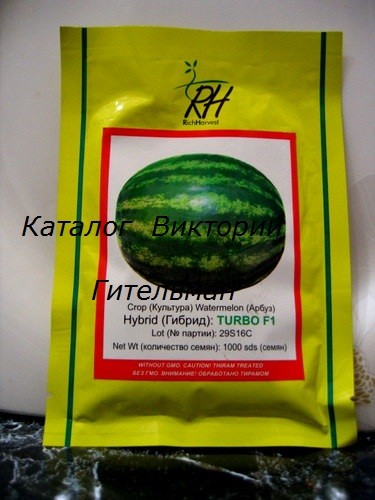 RH
RichHarvest
Каталог Виктории
Гительман
Crop (Культура) Watermelon (Арбуз)
Hybrid (Гибрид): TURBO F1
Lot (№ партии): 29S16C
Net Wt (количество семян): 1000 sds (семян)
WITHOUT GMO. CAUTION! THIRAM TREATED
БЕЗ ГМО. ВНИМАНИЕ! ОБРАБОТАНО ТИРАМОМ